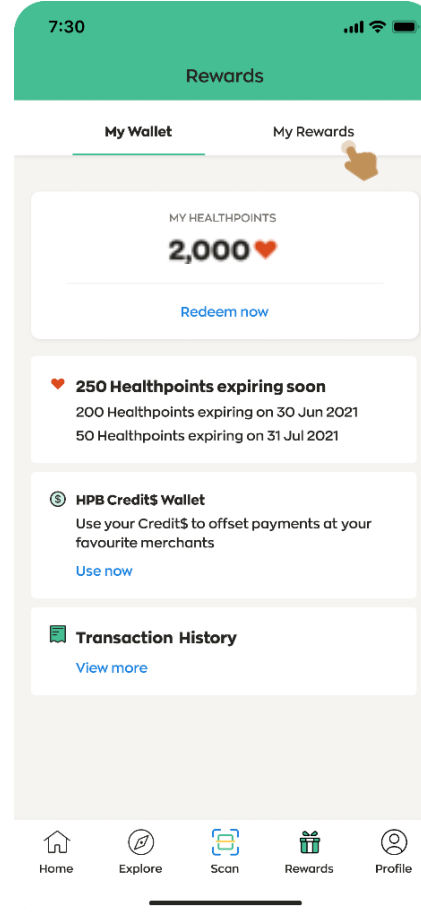 7:30
Rewards
My Wallet
My Rewards
MY HEALTHPOINTS
2,000
Redeem now
250 Healthpoints expiring soon
200 Healthpoints expiring on 30 Jun 2021
50 Healthpoints expiring on 31 Jul 2021
HPB Credit$ Wallet
Use your Credit$ to offset payments at your
favourite merchants
Use now
Transaction History
View more
Home
Explore
Scan
Rewards
Profile